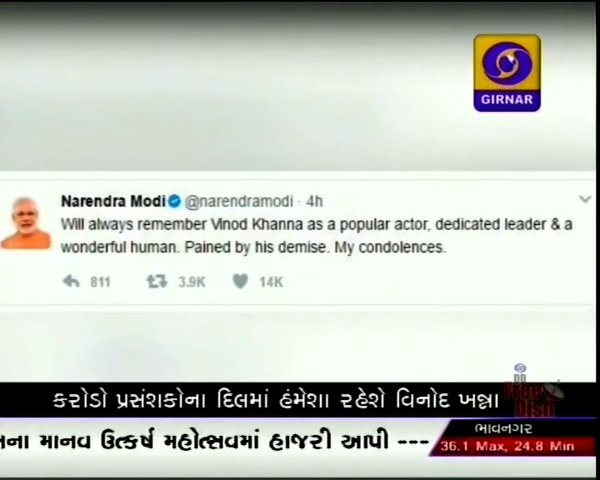 GIRNAR
Narendra Modi @narendramodi · 4h
Will always remember Vinod Khanna as a popular actor, dedicated leader & a
wonderful human. Pained by his demise. My condolences.
811 3.9K 14K
કરોડો પ્રસંશકોના દિલમાં હંમેશા રહેશે વિનોદ ખન્ના
Free Dish
માનવ ઉત્કર્ષ મહોત્સવમાં હાજરી આપી ---
ભાવનગર
36.1 Max, 24.8 Min